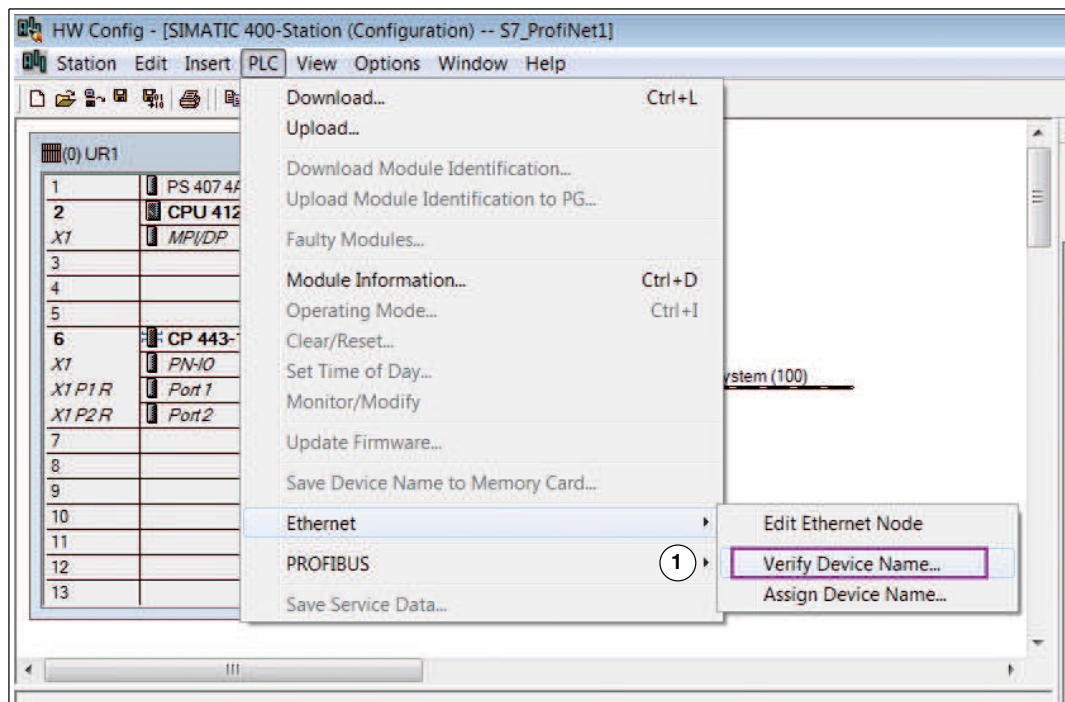 HW Config - [SIMATIC 400-Station (Configuration) -- S7_ProfiNet1]
Station Edit Insert PLC View Options Window Help
(0) UR1
1 PS 407 4A
2 CPU 412
X1 MPI/DP
3
4
5
6 CP 443-
X1 PN-IO
X1 P1 R Port 1
X1 P2 R Port 2
7
8
9
10
11
12
13
Download... Ctrl+L
Upload...
Download Module Identification...
Upload Module Identification to PG...
Faulty Modules...
Module Information... Ctrl+D
Operating Mode... Ctrl+I
Clear/Reset...
Set Time of Day...
Monitor/Modify
Update Firmware...
Save Device Name to Memory Card...
Ethernet
PROFIBUS
Save Service Data...
ystem (100)
1
Edit Ethernet Node
Verify Device Name...
Assign Device Name...